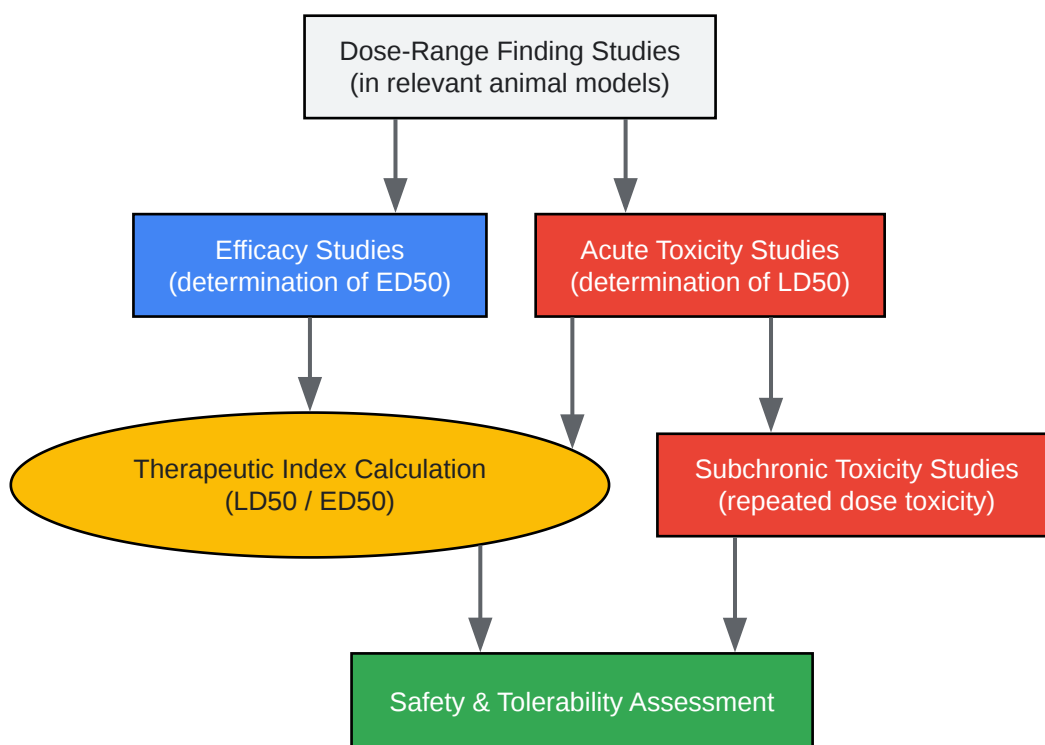 Dose-Range Finding Studies
(in relevant animal models)
Efficacy Studies
(determination of ED50)
Acute Toxicity Studies
(determination of LD50)
Therapeutic Index Calculation
(LD50 / ED50)
Subchronic Toxicity Studies
(repeated dose toxicity)
Safety & Tolerability Assessment